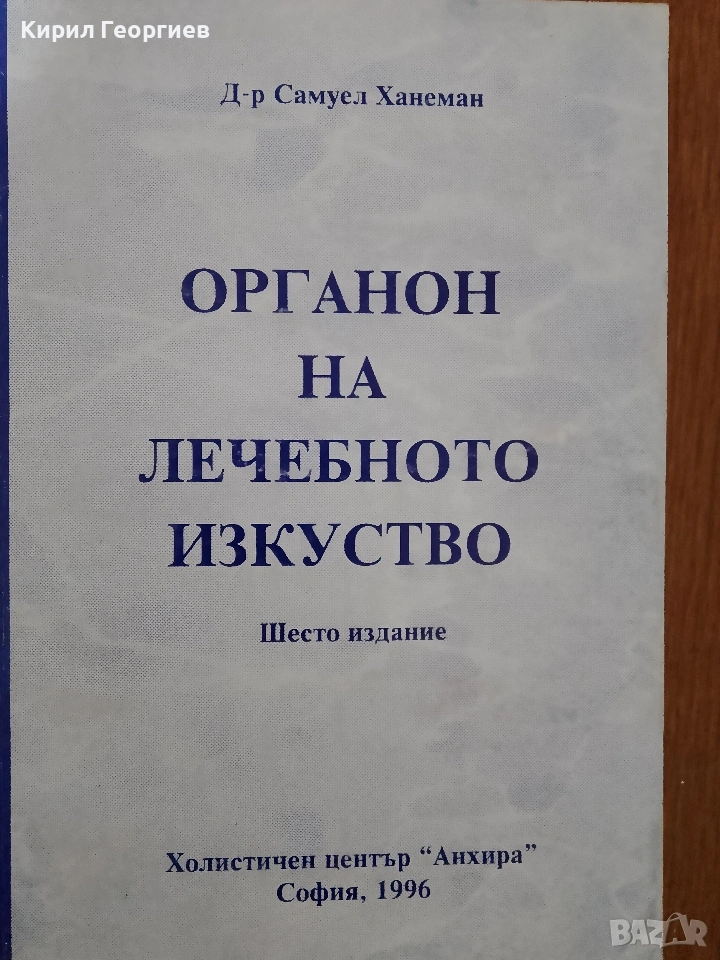 Кирил Георгиев
Д-р Самуел Ханеман
ОРГАНОН
НА
ЛЕЧЕБНОТО
ИЗКУСТВО
Шесто издание
Холистичен център “Анхира”
София, 1996
BAZAR